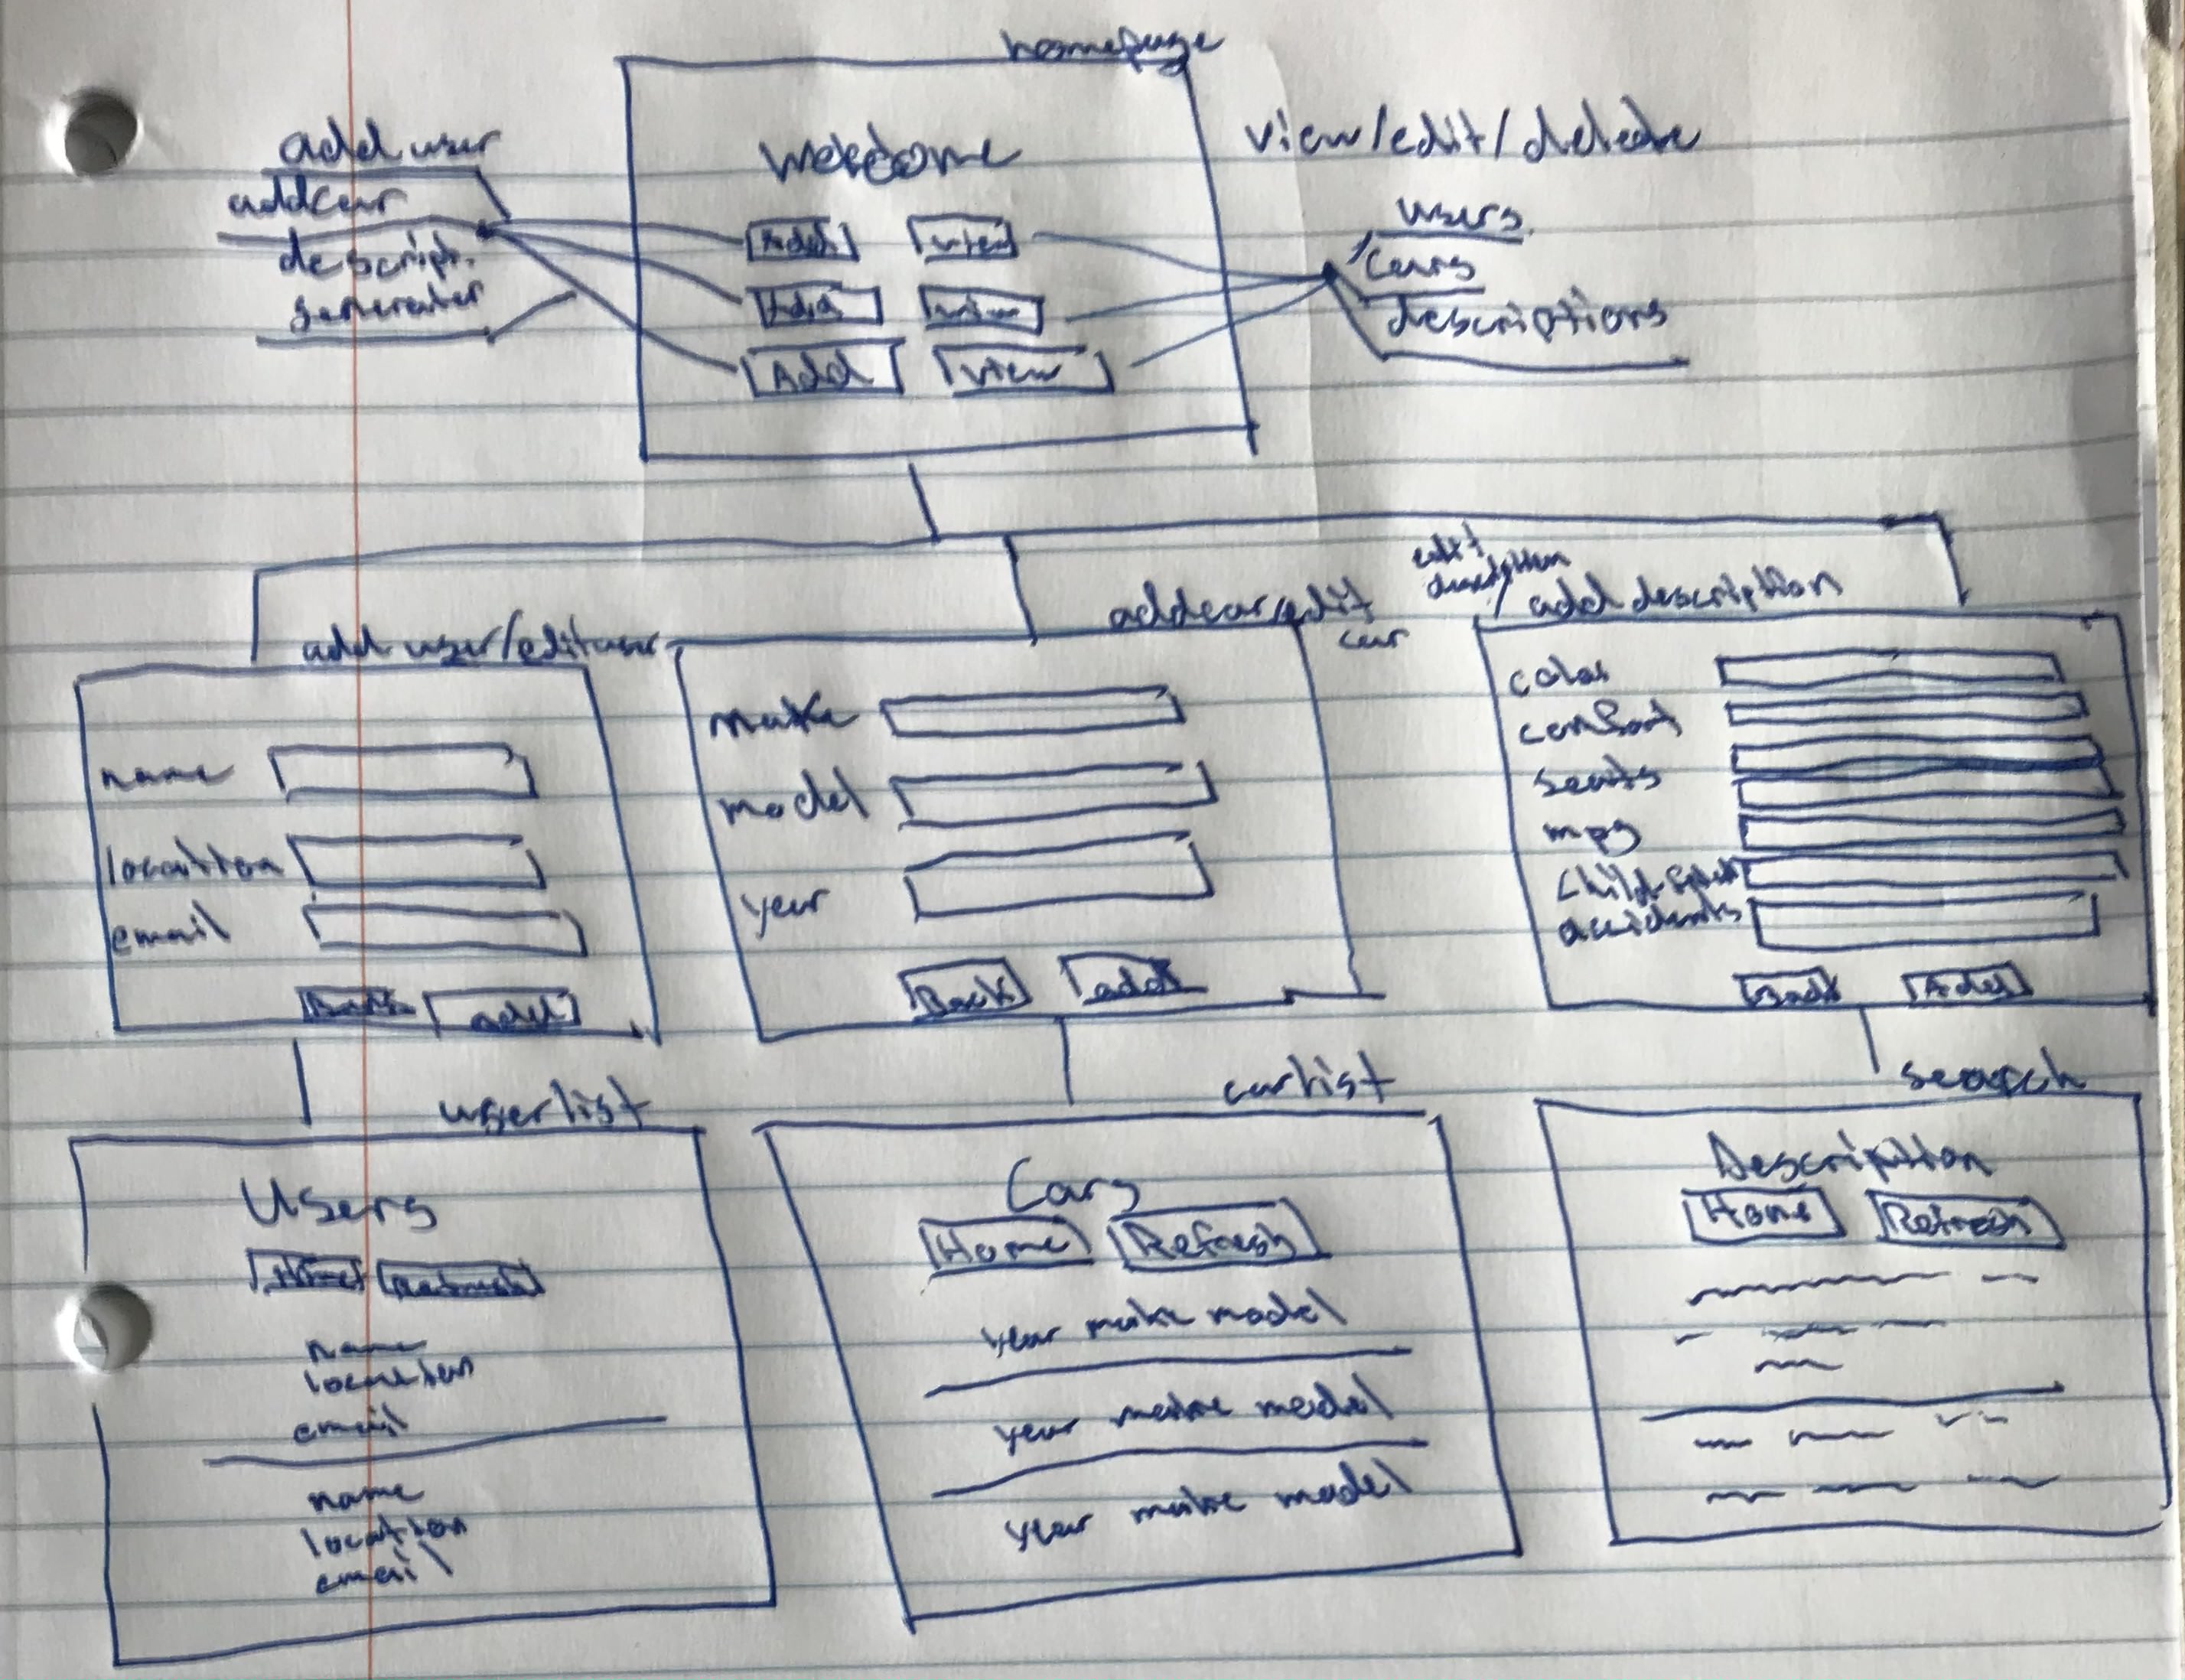 homepage
Welcome
Add View
Add View
Add View
add user
add car
descript.
generator
view/edit/delete
users
cars
descriptions
add user/edit user
name
location
email
Back add
add car/edit
car
make
model
year
Back add
edit
description
/ add description
color
comfort
seats
mpg
accidents
Back Add
userlist
Users
Home Refresh
name
location
email
name
location
email
carlist
Cars
Home Refresh
year make model
year make model
year make model
search
Description
Home Refresh